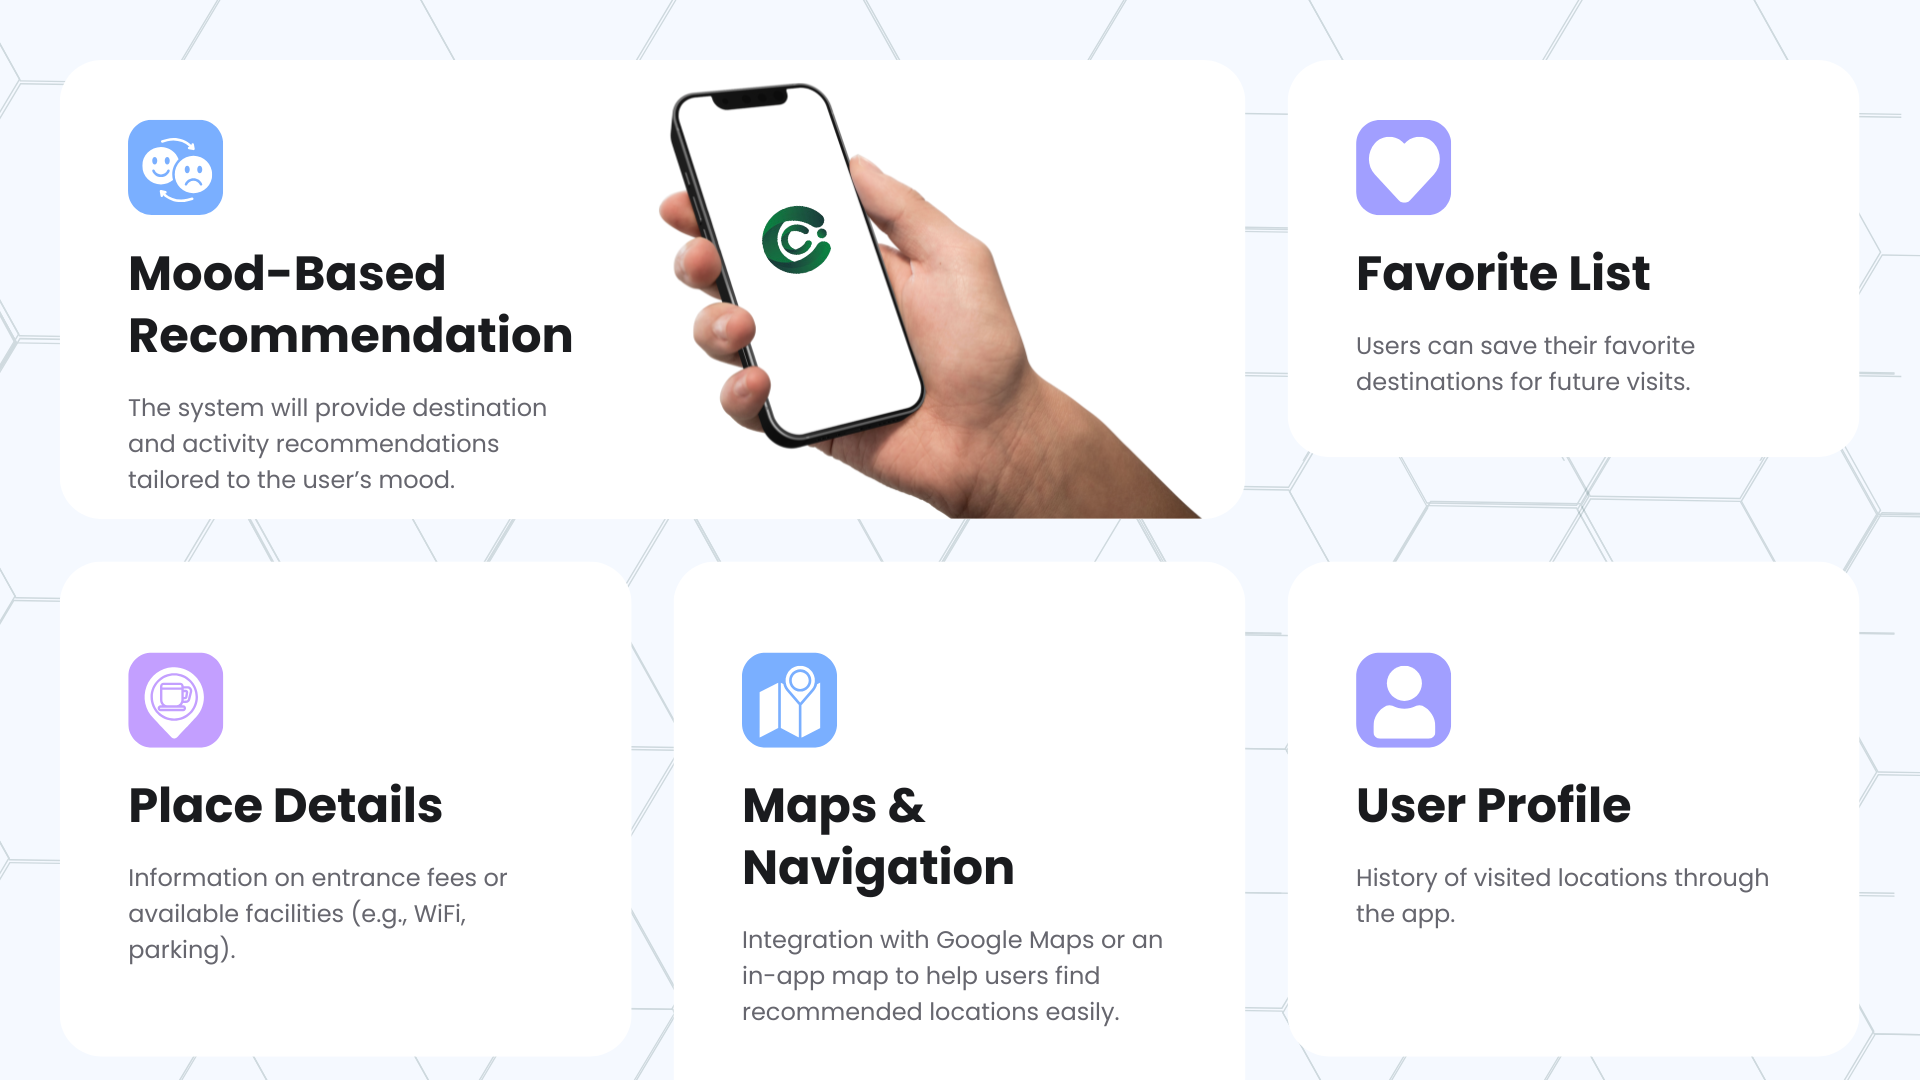 Mood-Based
Recommendation
The system will provide destination
and activity recommendations
tailored to the user’s mood.
Favorite List
Users can save their favorite
destinations for future visits.
Place Details
Information on entrance fees or
available facilities (e.g., WiFi,
parking).
Maps &
Navigation
Integration with Google Maps or an
in-app map to help users find
recommended locations easily.
User Profile
History of visited locations through
the app.